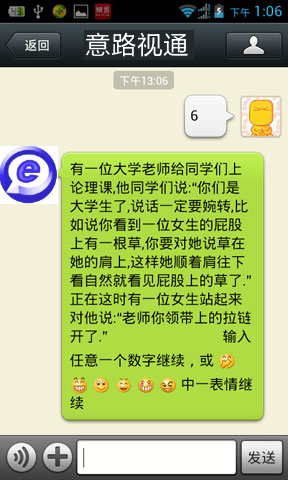 下午 1:06
返回
意路视通
下午13:06
6
有一位大学老师给同学们上
论理课,他同学们说:“你们是
大学生了,说话一定要婉转,比
如说你看到一位女生的屁股
上有一根草,你要对她说草在
她的肩上,这样她顺着肩往下
看自然就看见屁股上的草了.”
正在这时有一位女生站起来
对他说:“老师你领带上的拉链
开了.” 输入
任意一个数字继续，或
中一表情继
续
发送